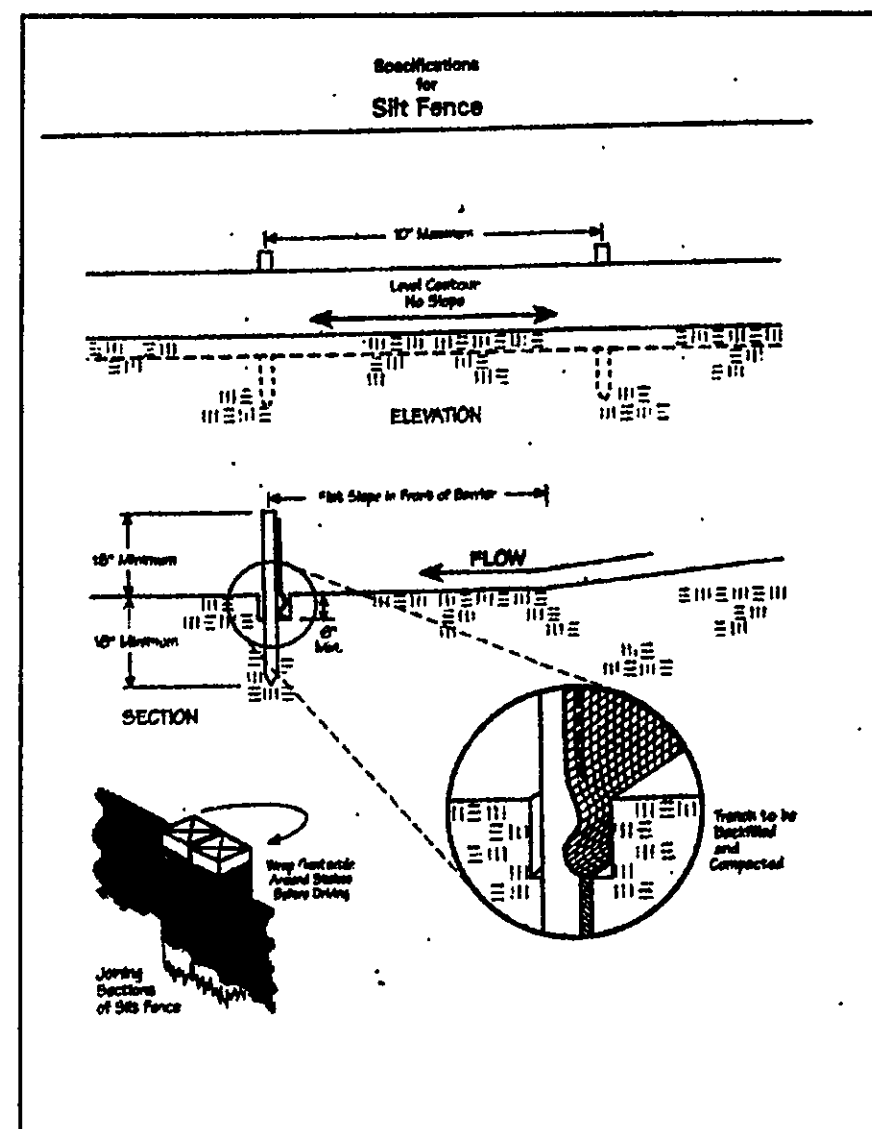 Specifications
for
Silt Fence
10" Maximum
Level Contour
No Slope
ELEVATION
Flat Slope in Front of Barrier
FLOW
18" Minimum
18" Minimum
6"
Min.
SECTION
Trench to be
Backfilled
and
Compacted
Around Stakes
Before Driving
Joining
Sections
of Silt Fence